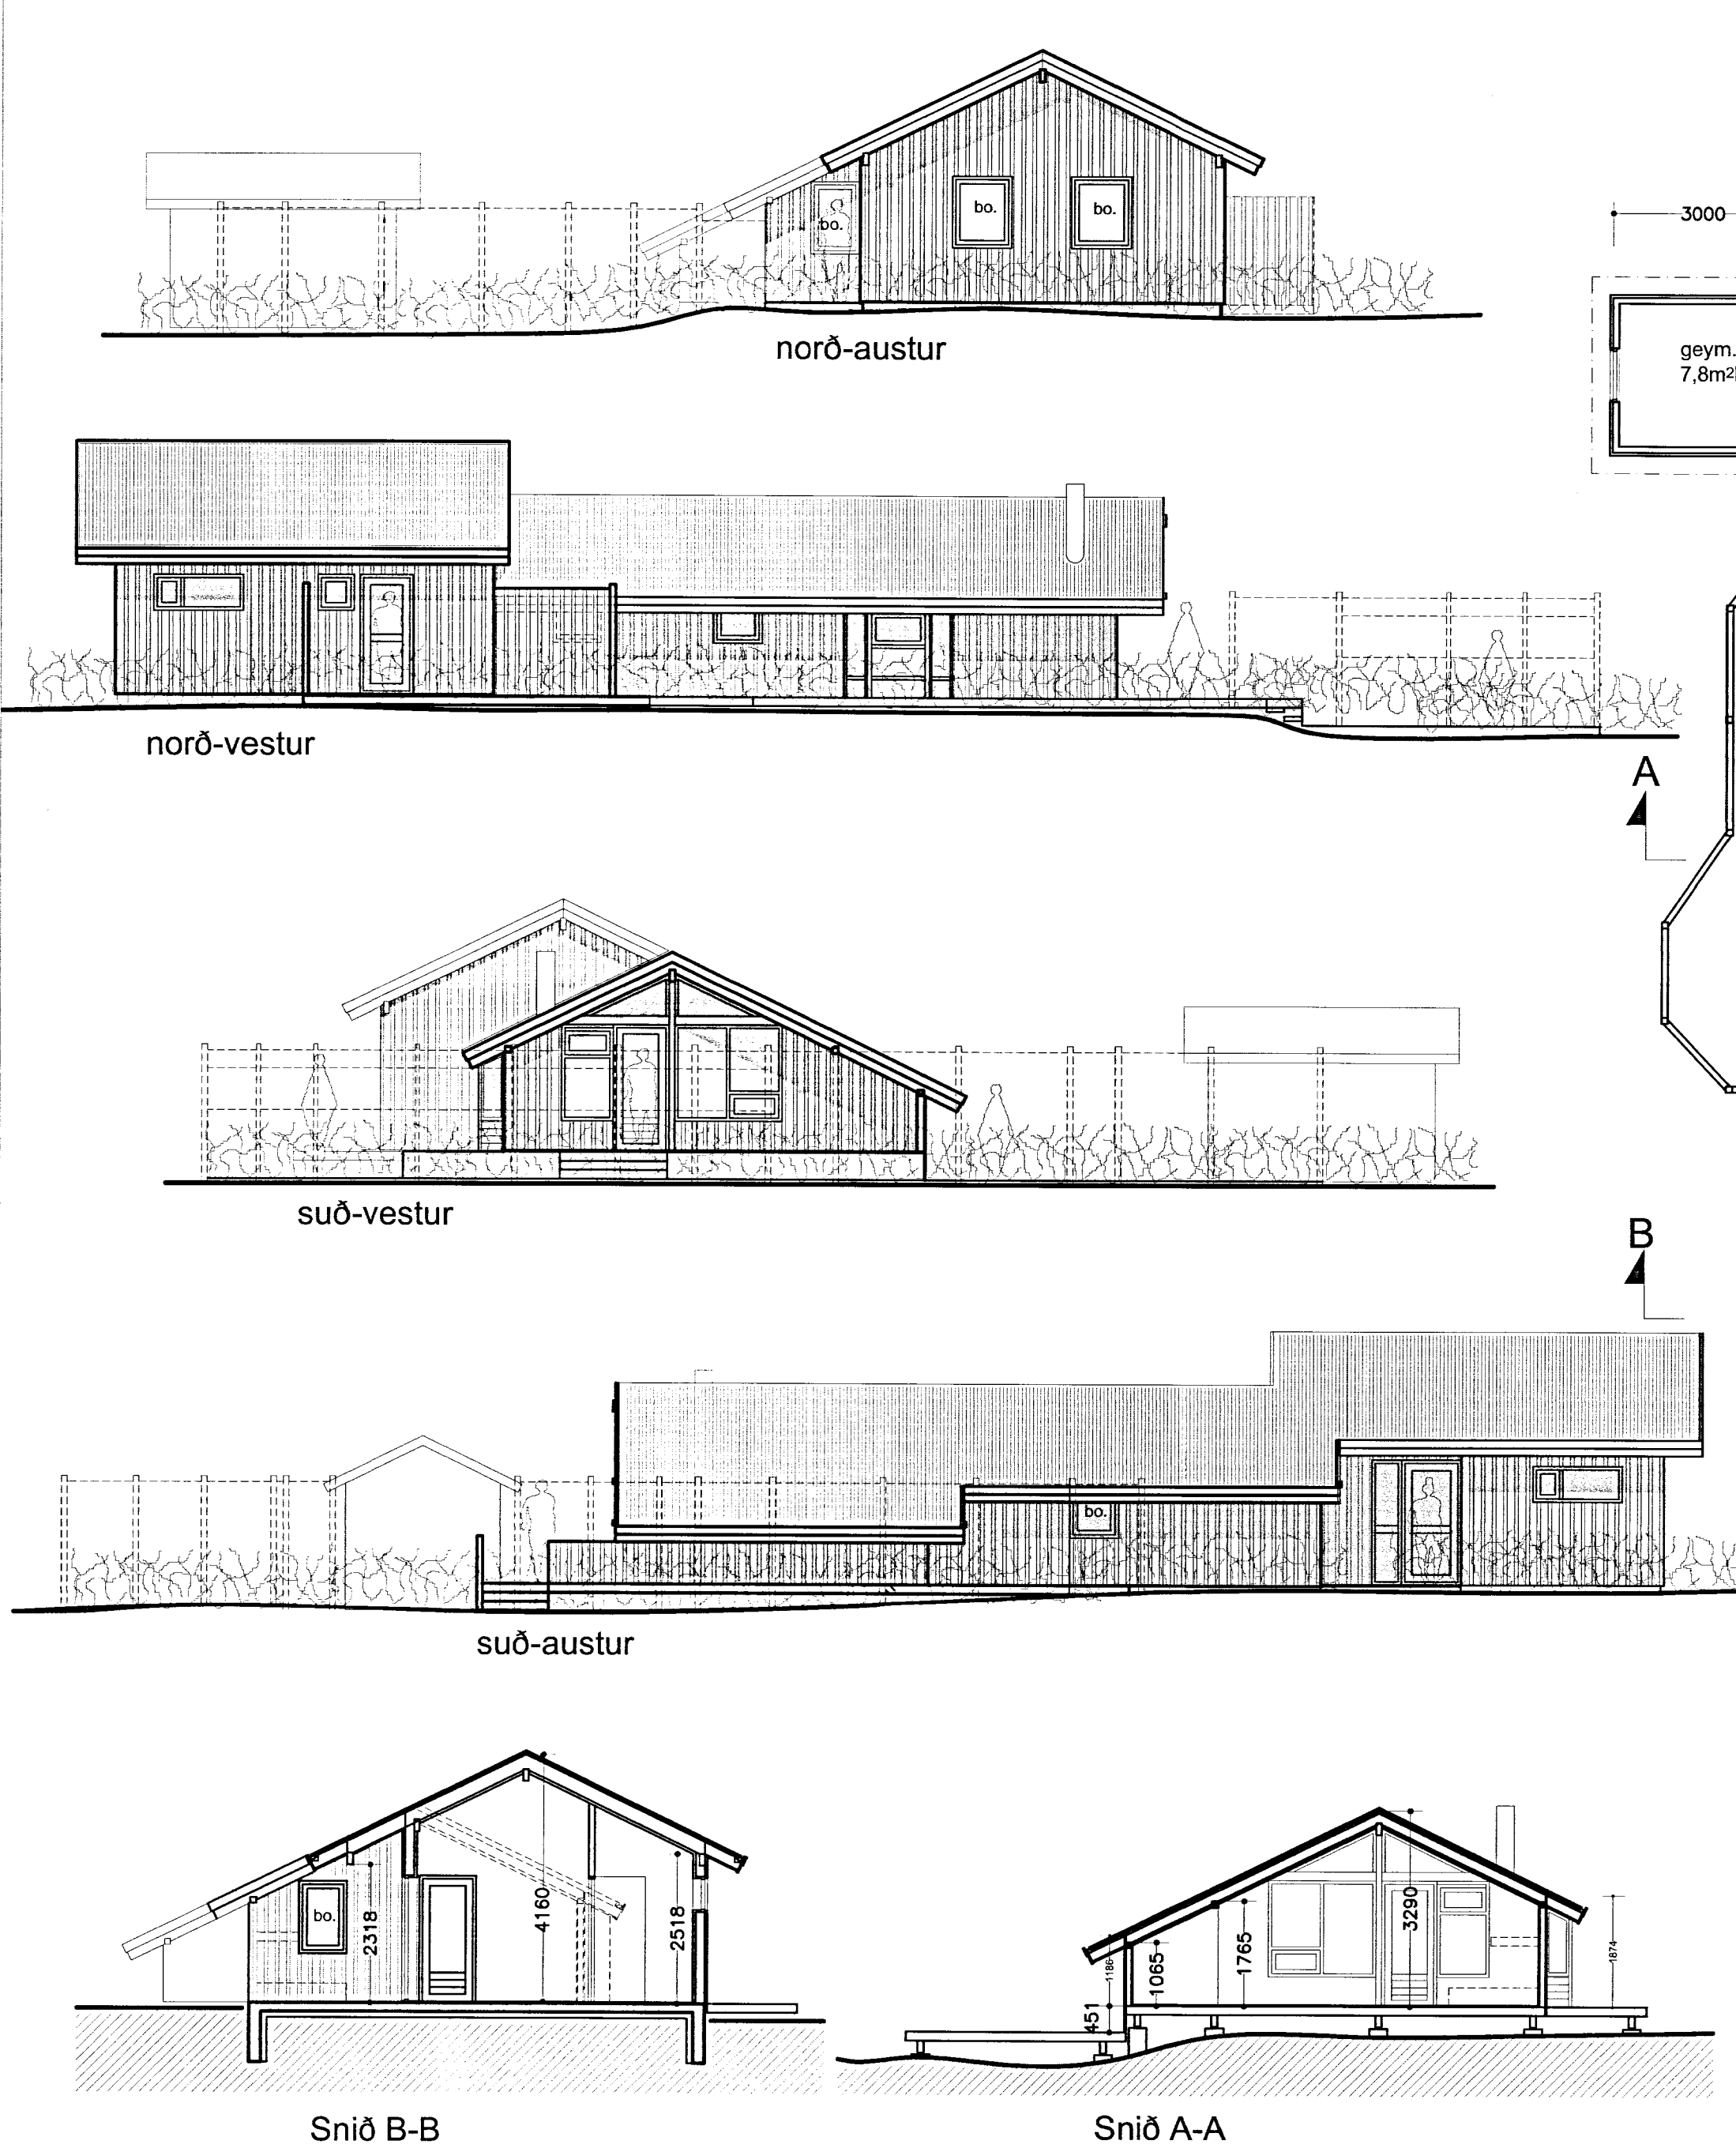 bo.
bo.
bo.
norð-austur
3000
geym.
7,8m²
norð-vestur
A
suð-vestur
B
bo.
suð-austur
bo.
2318
4160
2518
1186
1065
451
1765
3290
1874
Snið B-B
Snið A-A